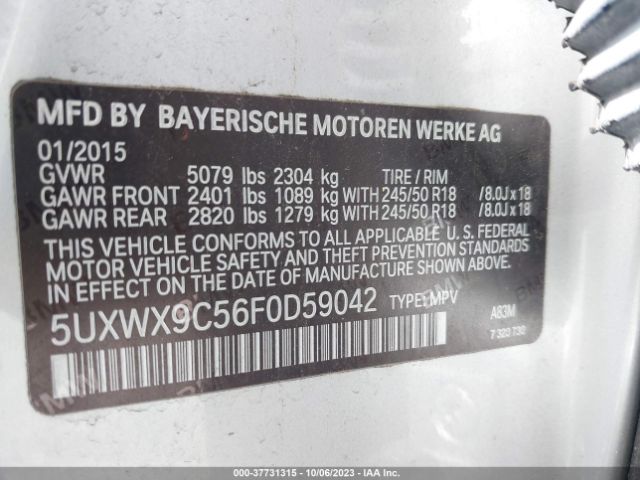 MFD BY BAYERISCHE MOTOREN WERKE AG
01/2015
GVWR 5079 lbs 2304 kg TIRE / RIM
GAWR FRONT 2401 lbs 1089 kg WITH 245/50 R18 /8.0J x 18
GAWR REAR 2820 lbs 1279 kg WITH 245/50 R18 /8.0J x 18
THIS VEHICLE CONFORMS TO ALL APPLICABLE U.S. FEDERAL
MOTOR VEHICLE SAFETY AND THEFT PREVENTION STANDARDS
IN EFFECT ON THE DATE OF MANUFACTURE SHOWN ABOVE.
5UXWX9C56F0D59042 TYPE: MPV A83M
7 323 732
© COPART - 37731315 - 10/06/2023 - IAA Inc.